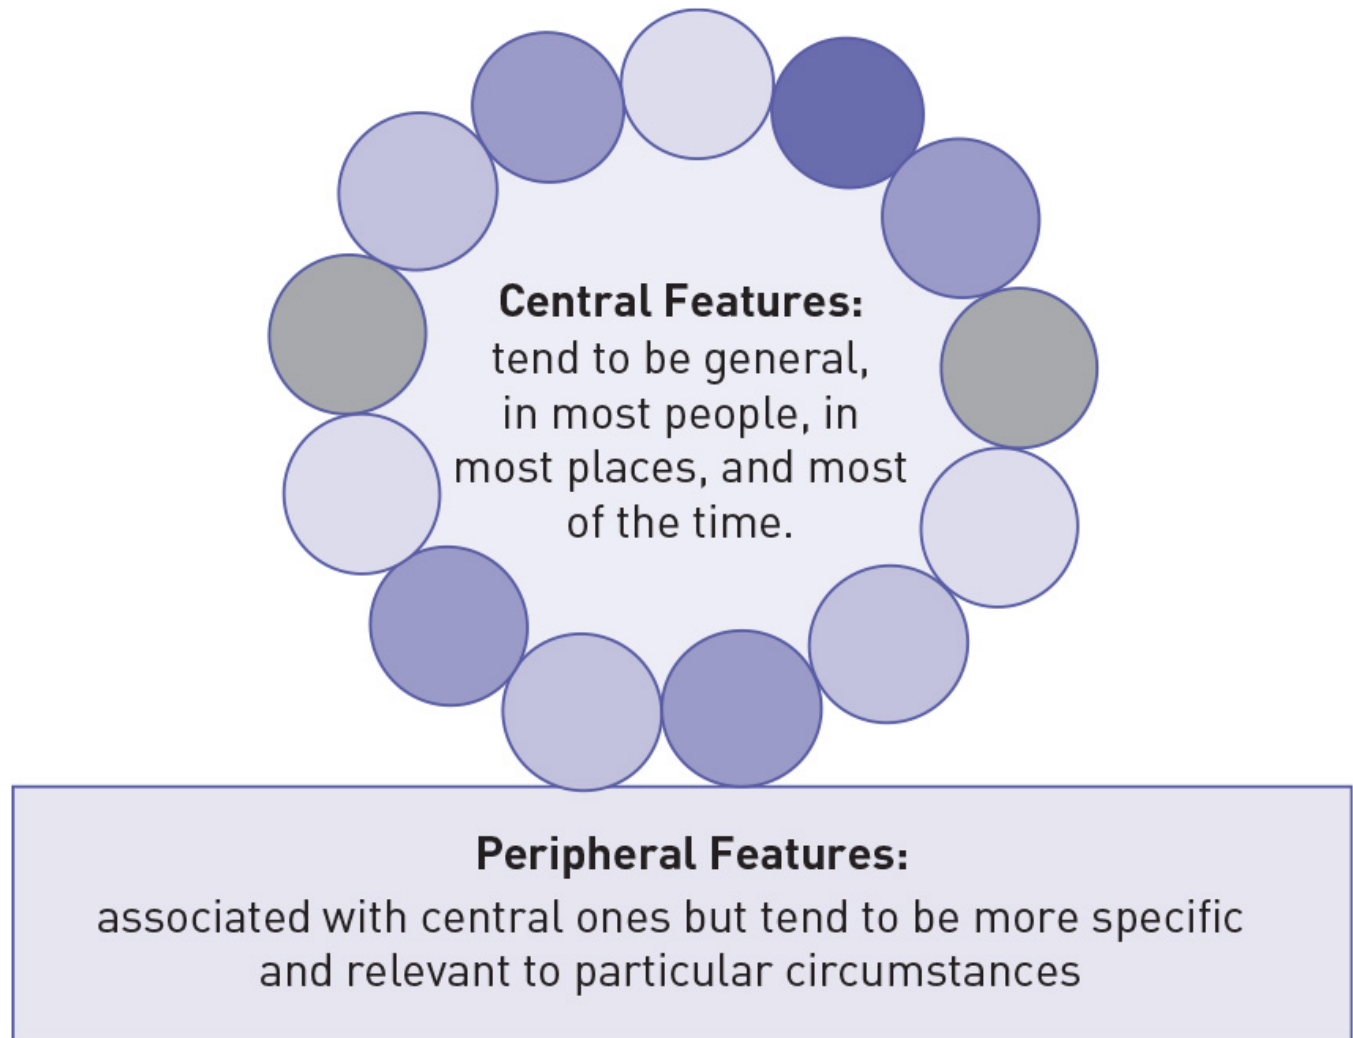 Central Features:
tend to be general,
in most people, in
most places, and most
of the time.
Peripheral Features:
associated with central ones but tend to be more specific
and relevant to particular circumstances